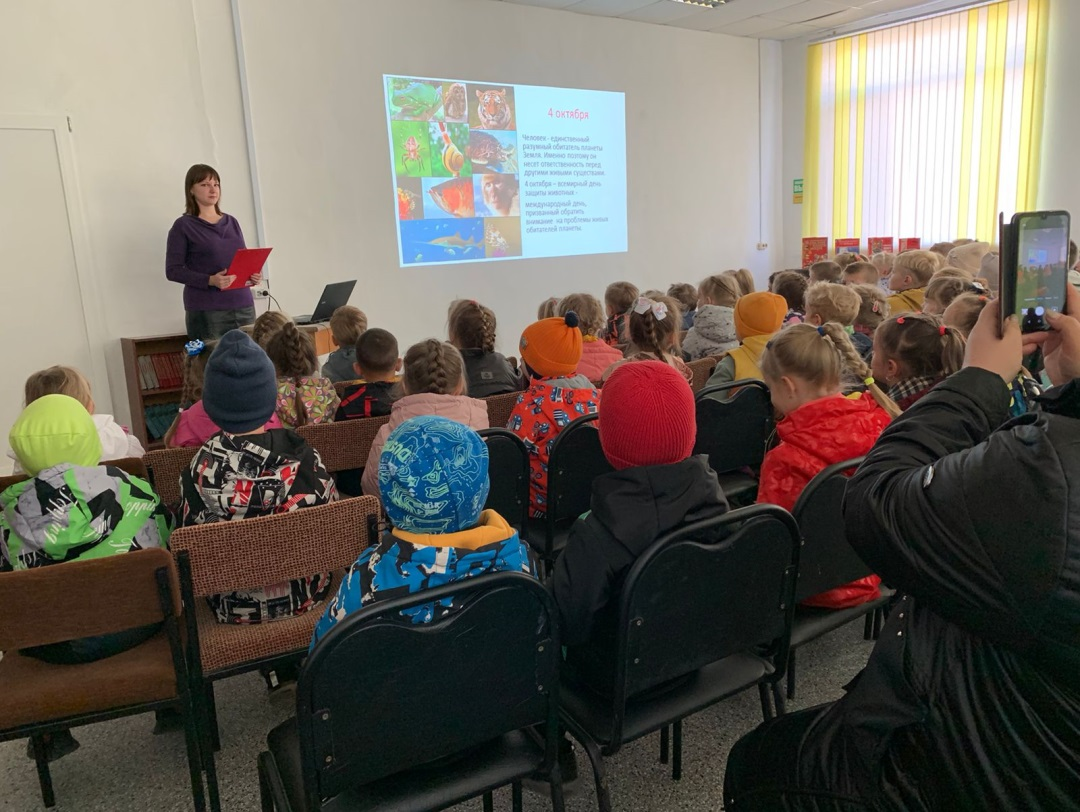 4 октября
Человек - единственный
разумный обитатель планеты
Земля. Именно поэтому он
несет ответственность перед
другими живыми существами.
4 октября – всемирный день
защиты животных -
международный день,
призванный обратить
внимание на проблемы живых
обитателей планеты.